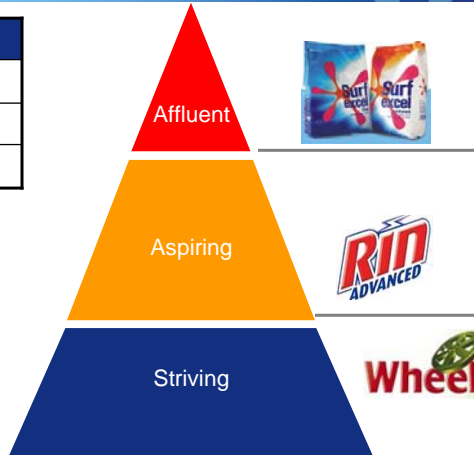 Affluent
Surf
excel
Surf
excel
Aspiring
RIN
ADVANCED
Striving
Wheel